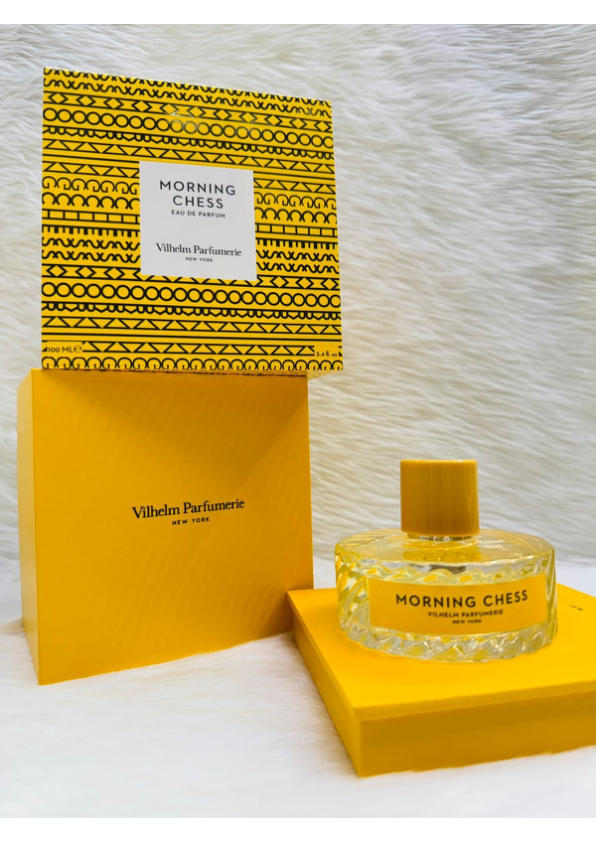 MORNING
CHESS
EAU DE PARFUM
Vilhelm Parfumerie
NEW YORK
100 ML℮
3.4 fl. oz
Vilhelm Parfumerie
NEW YORK
MORNING CHESS
VILHELM PARFUMERIE
NEW YORK